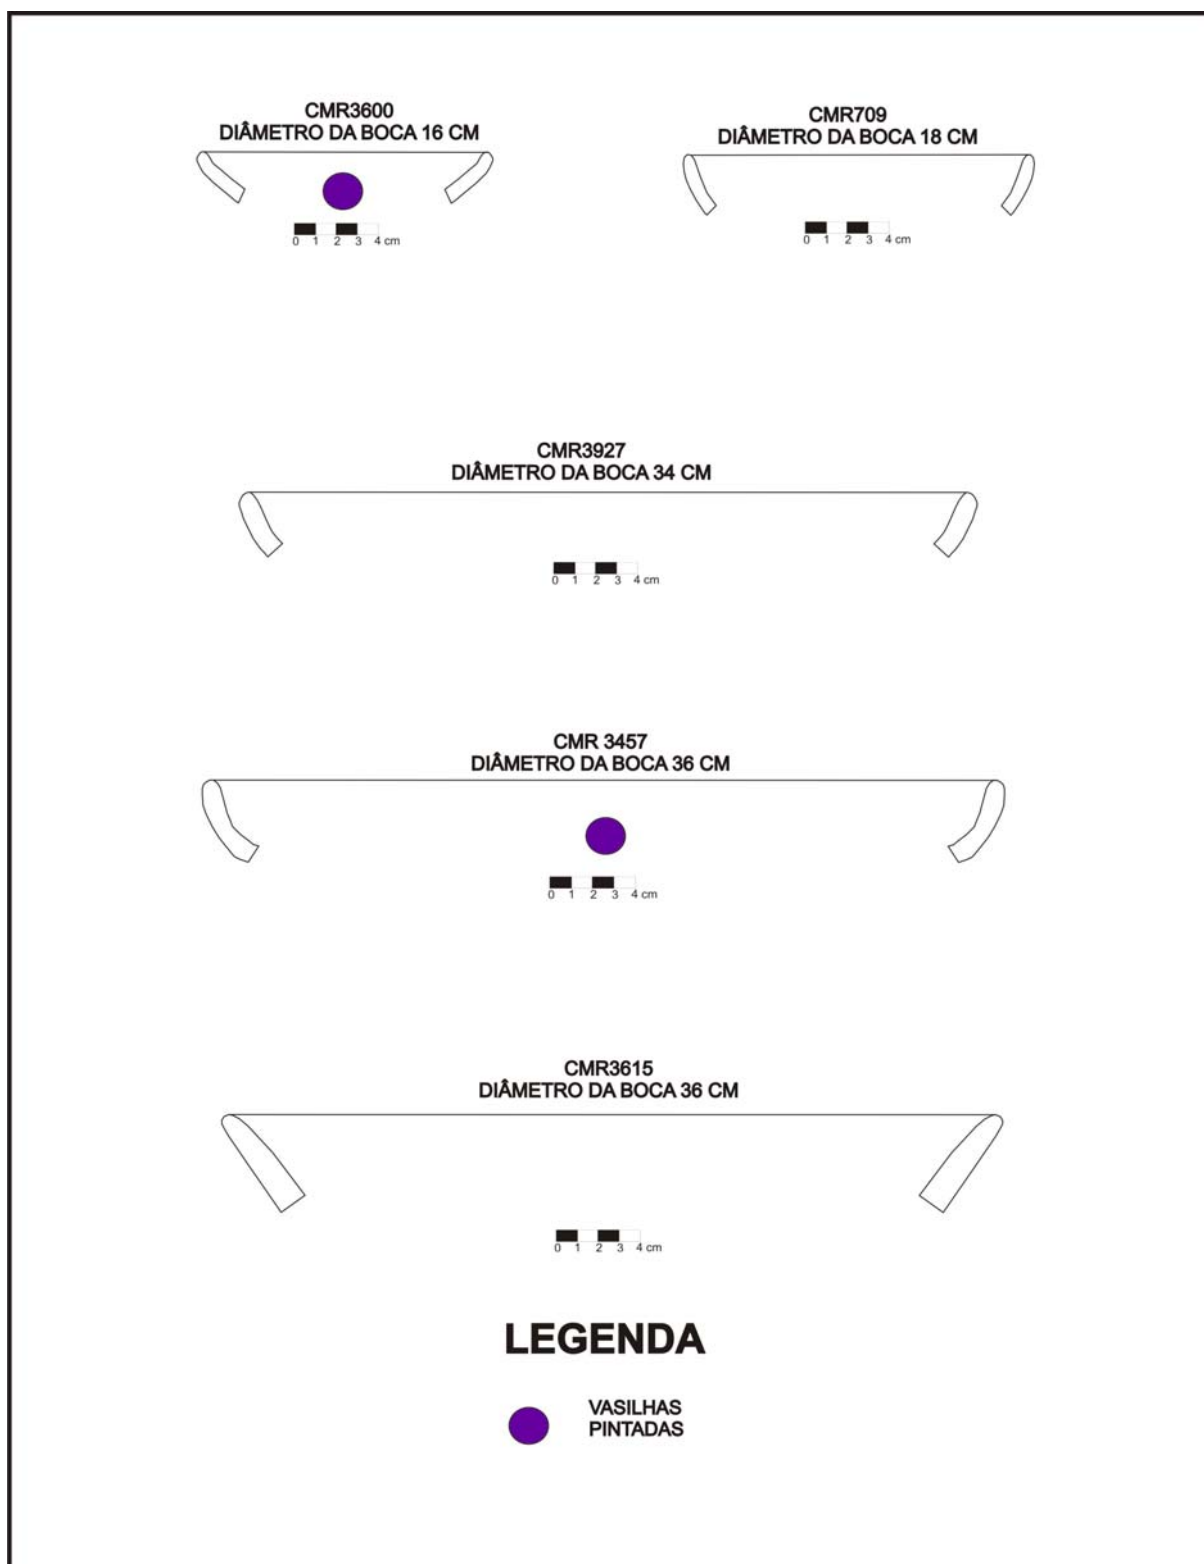 CMR3600
DIÂMETRO DA BOCA 16 CM
0 1 2 3 4 cm
CMR709
DIÂMETRO DA BOCA 18 CM
0 1 2 3 4 cm
CMR3927
DIÂMETRO DA BOCA 34 CM
0 1 2 3 4 cm
CMR 3457
DIÂMETRO DA BOCA 36 CM
0 1 2 3 4 cm
CMR3615
DIÂMETRO DA BOCA 36 CM
0 1 2 3 4 cm
LEGENDA
VASILHAS
PINTADAS